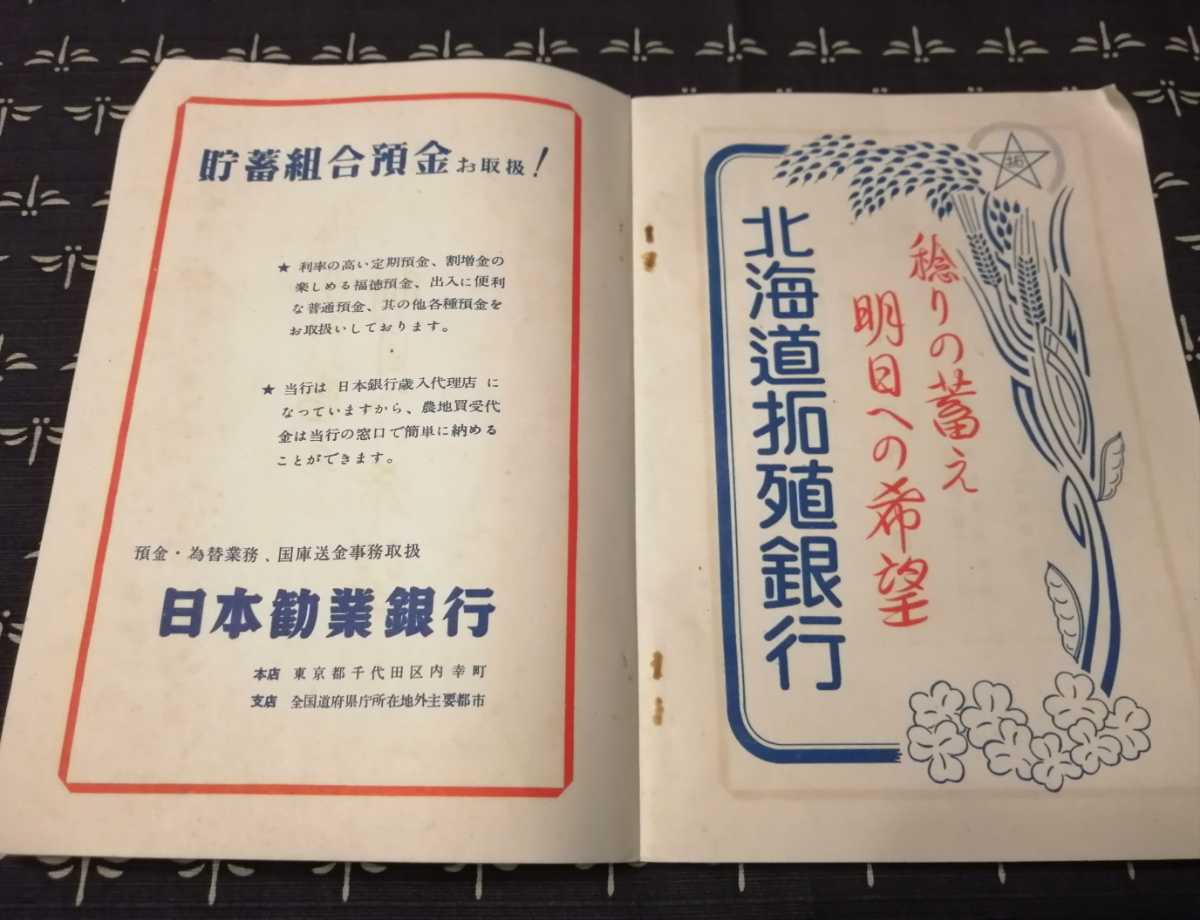 貯蓄組合預金お取扱!
★ 利率の高い定期預金、割増金の
楽しめる福徳預金、出入に便利
な普通預金、其の他各種預金を
お取扱いしております。
★ 当行は 日本銀行歳入代理店 に
なっていますから、農地買受代
金は当行の窓口で簡単に納める
ことができます。
預金・為替業務、国庫送金事務取扱
日本勧業銀行
本店 東京都千代田区内幸町
支店 全国道府県庁所在地外主要都市
拓
稔りの蓄え
明日への希望
北海道拓殖銀行